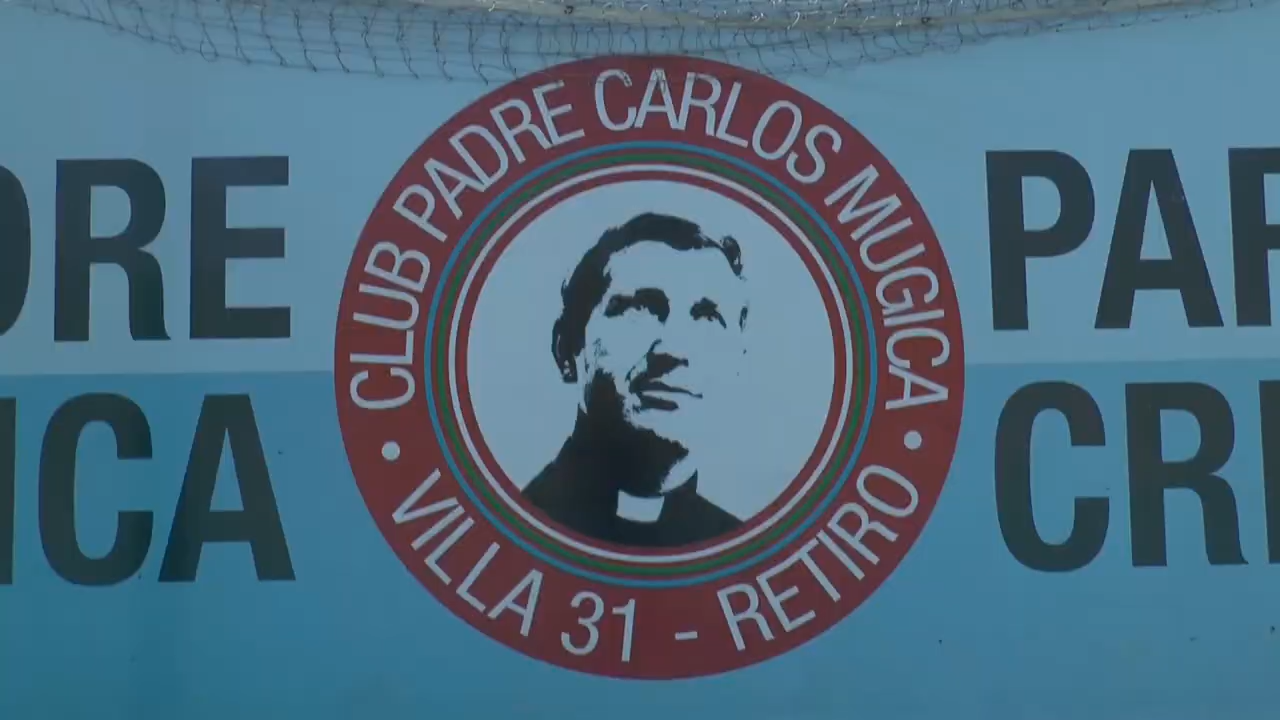 CLUB PADRE CARLOS MUGICA
VILLA 31 - RETIRO
DRE
ICA
PAR
CRI